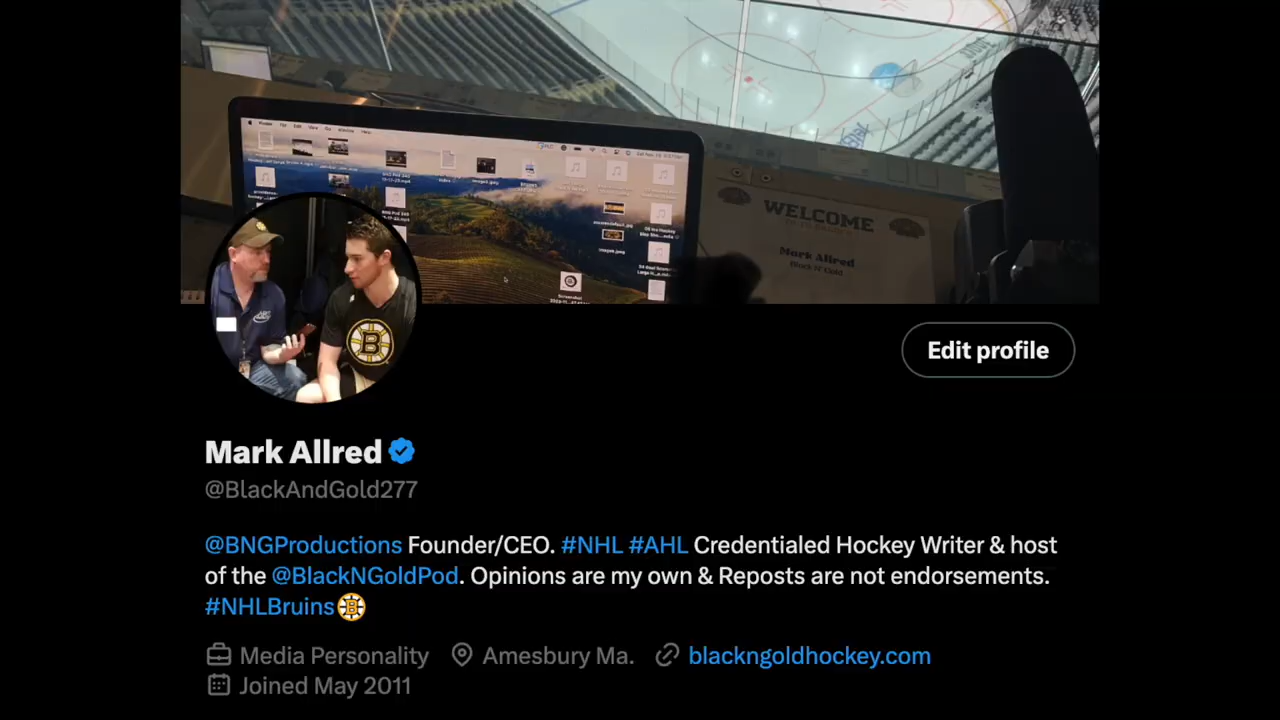 WELCOME
Mark Allred
Black N' Gold
B
Edit profile
Mark Allred
@BlackAndGold277
@BNGProductions Founder/CEO. #NHL #AHL Credentialed Hockey Writer & host
of the @BlackNGoldPod. Opinions are my own & Reposts are not endorsements.
#NHLBruins
Media Personality Amesbury Ma. blackngoldhockey.com
Joined May 2011